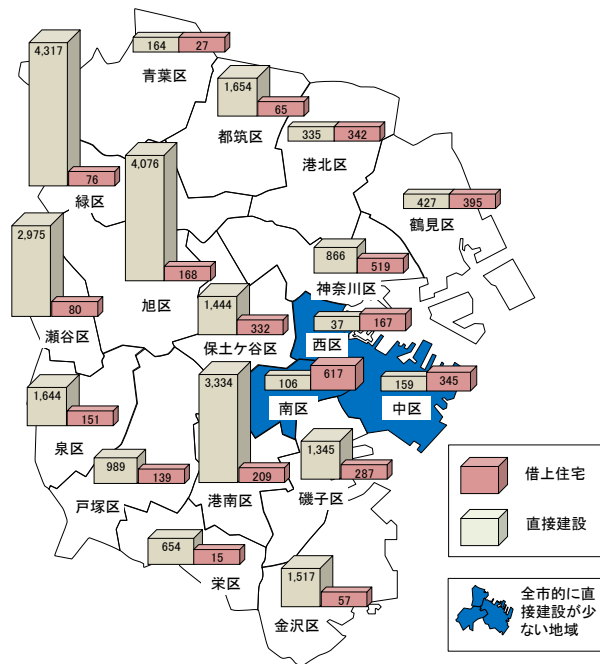 164 27
青葉区
4,317 76
緑区
1,654 65
都筑区
335 342
港北区
4,076 168
旭区
427 395
鶴見区
2,975 80
瀬谷区
866 519
神奈川区
1,444 332
保土ケ谷区
37 167
西区
106 617
南区
159 345
中区
1,644 151
泉区
3,334 209
港南区
989 139
戸塚区
1,345 287
磯子区
654 15
栄区
1,517 57
金沢区
借上住宅
直接建設
全市的に直
接建設が少
ない地域